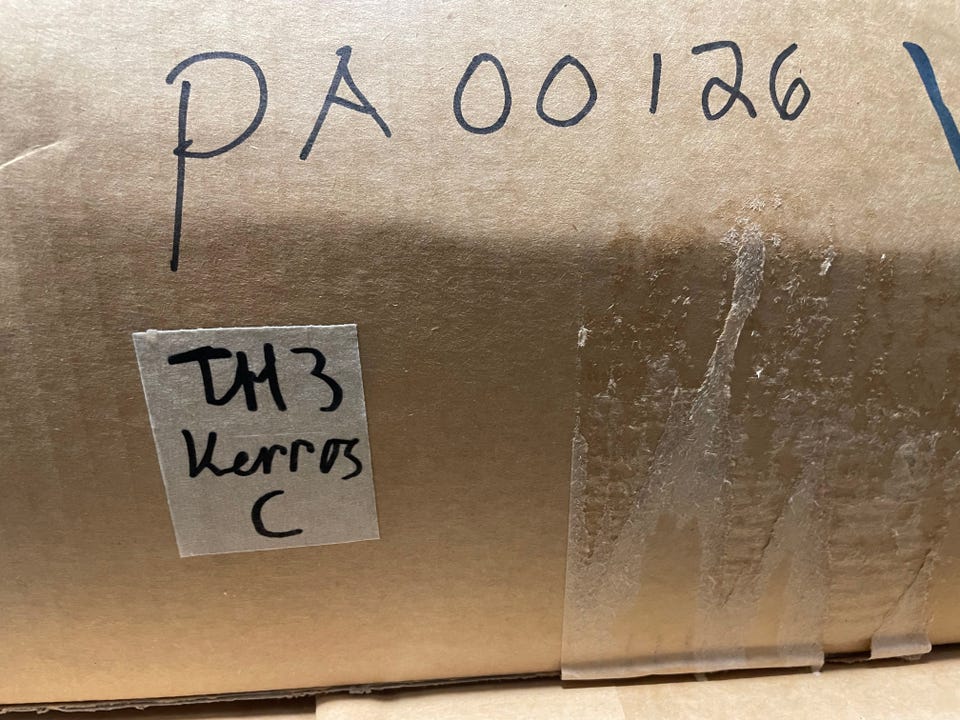 PA 00126
TH3
Kerros
C